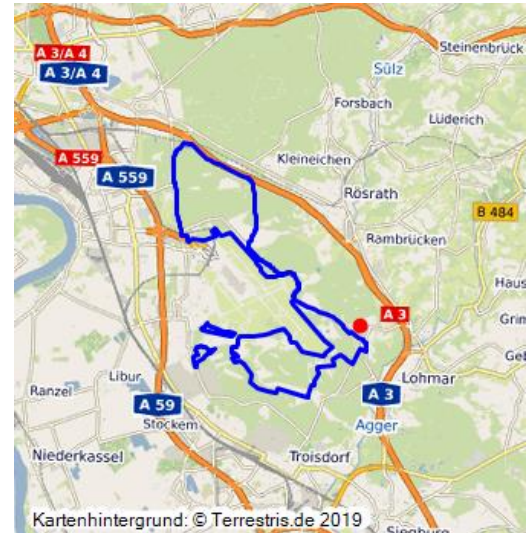 Steinenbrück
A 3/A 4
A 3/A 4
Sülz
Forsbach
Lüderich
A 559
A 559
Kleineichen
Rösrath
B 484
Rambrücken
Haus
A 3
Grim
Ranzel
Libur
Lohmar
A 59
A 3
Stockem
Agger
Niederkassel
Troisdorf
Siegburg
Kartenhintergrund: © Terrestris.de 2019